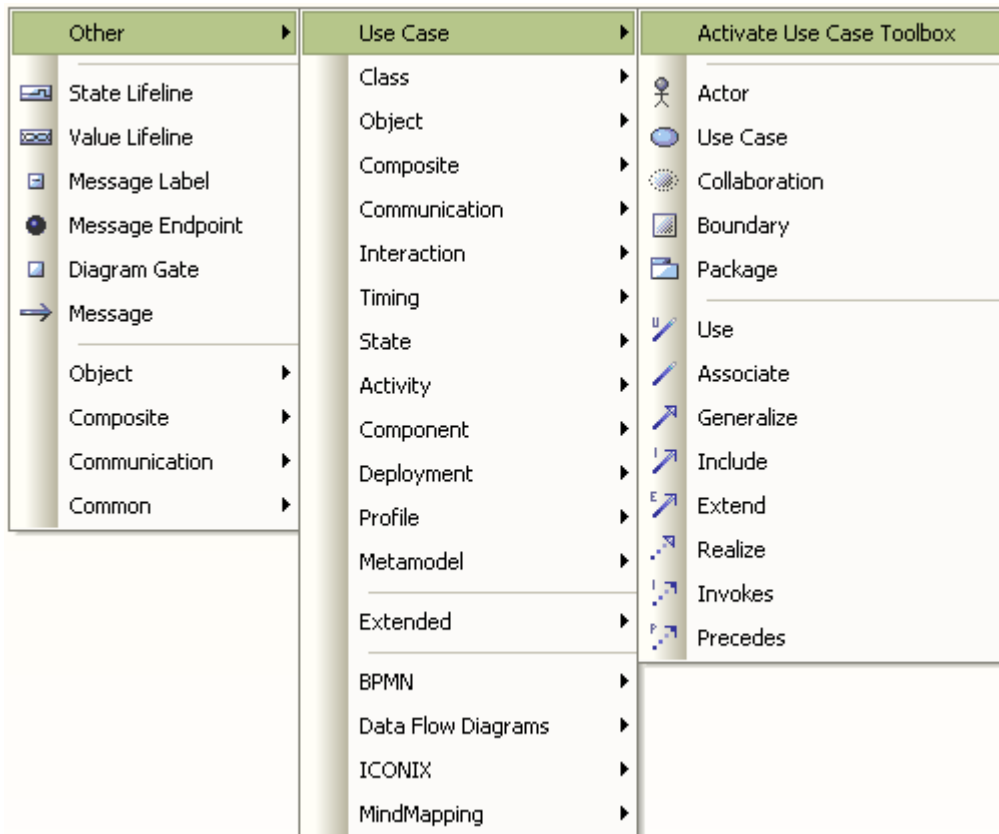 Other
State Lifeline
Value Lifeline
Message Label
Message Endpoint
Diagram Gate
Message
Object
Composite
Communication
Common
Use Case
Class
Object
Composite
Communication
Interaction
Timing
State
Activity
Component
Deployment
Profile
Metamodel
Extended
BPMN
Data Flow Diagrams
ICONIX
MindMapping
Activate Use Case Toolbox
Actor
Use Case
Collaboration
Boundary
Package
U Use
Associate
Generalize
I Include
E Extend
Realize
I Invokes
P Precedes